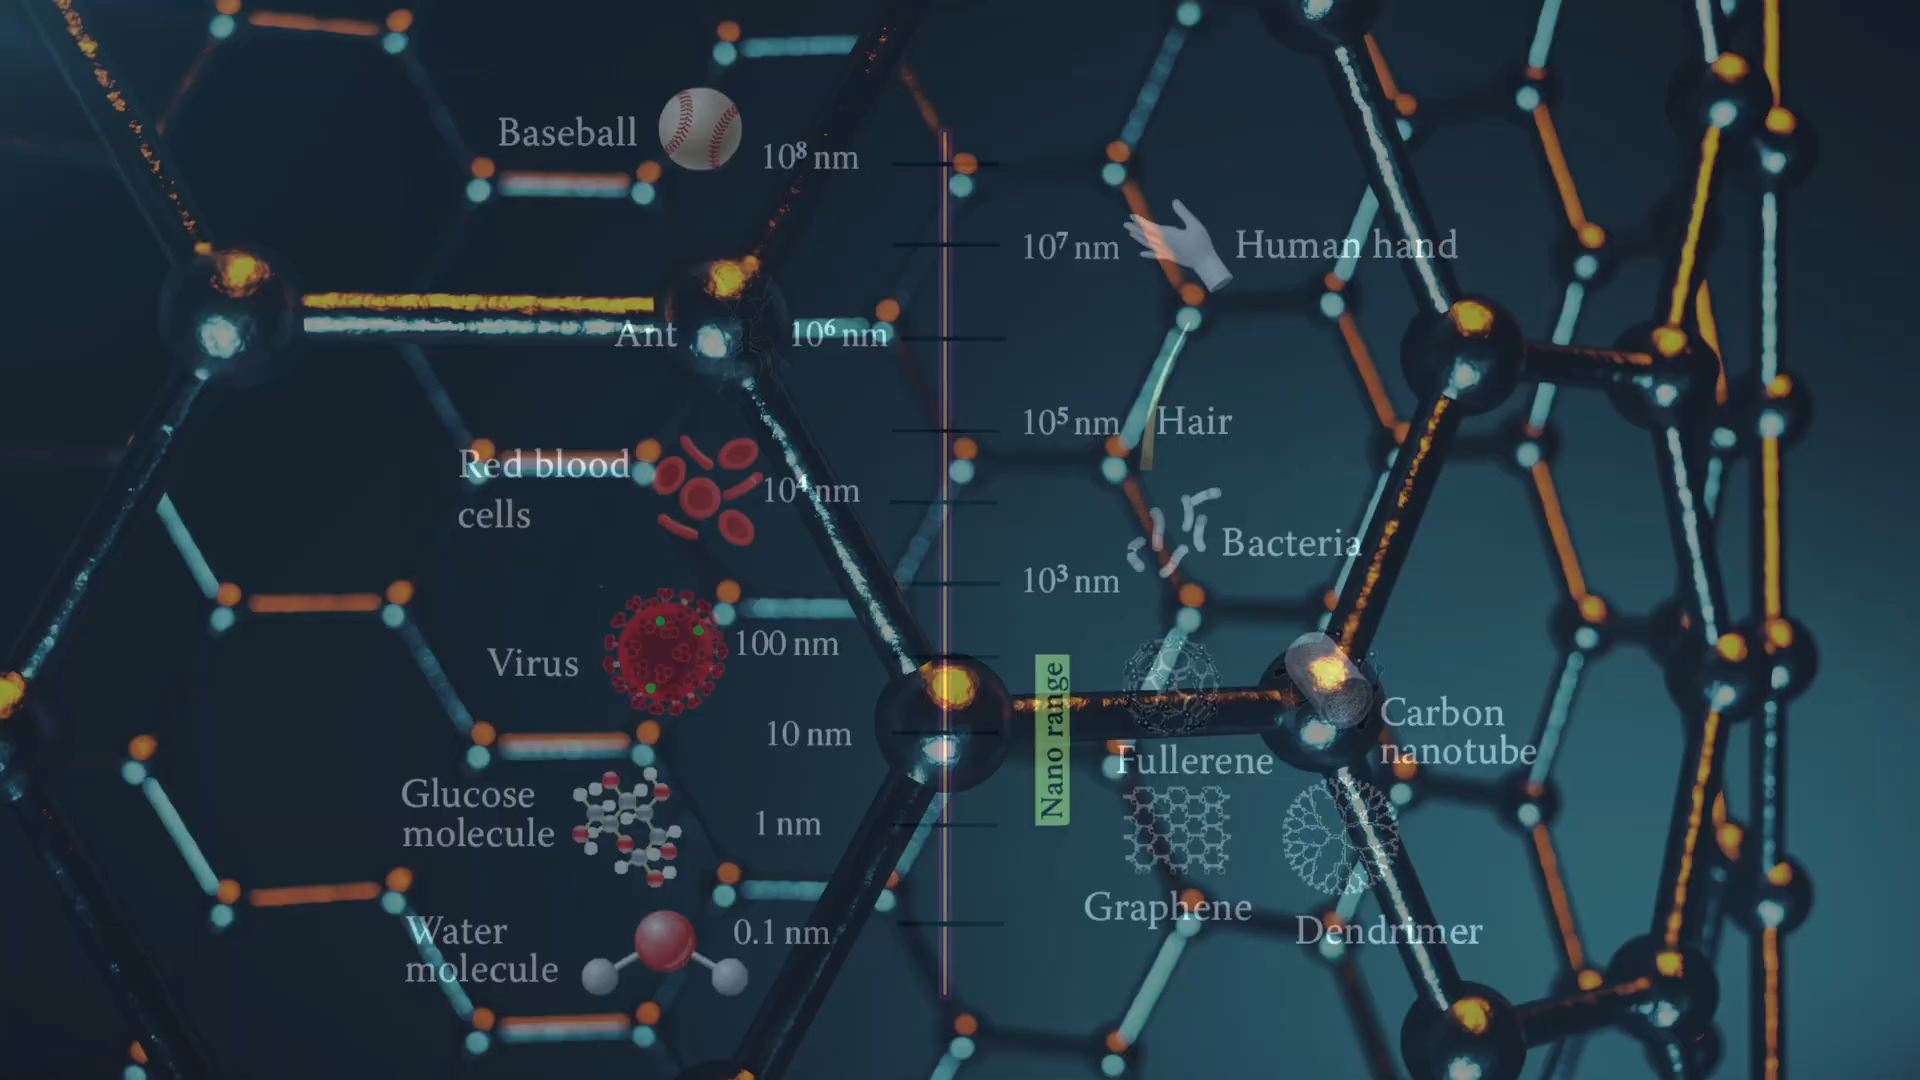 Baseball
10⁸ nm
10⁷ nm
Human hand
Ant
10⁶ nm
10⁵ nm
Hair
Red blood
cells
10⁴ nm
Bacteria
10³ nm
Virus
100 nm
Nano range
10 nm
Fullerene
Carbon
nanotube
Glucose
molecule
1 nm
Graphene
Dendrimer
Water
molecule
0.1 nm